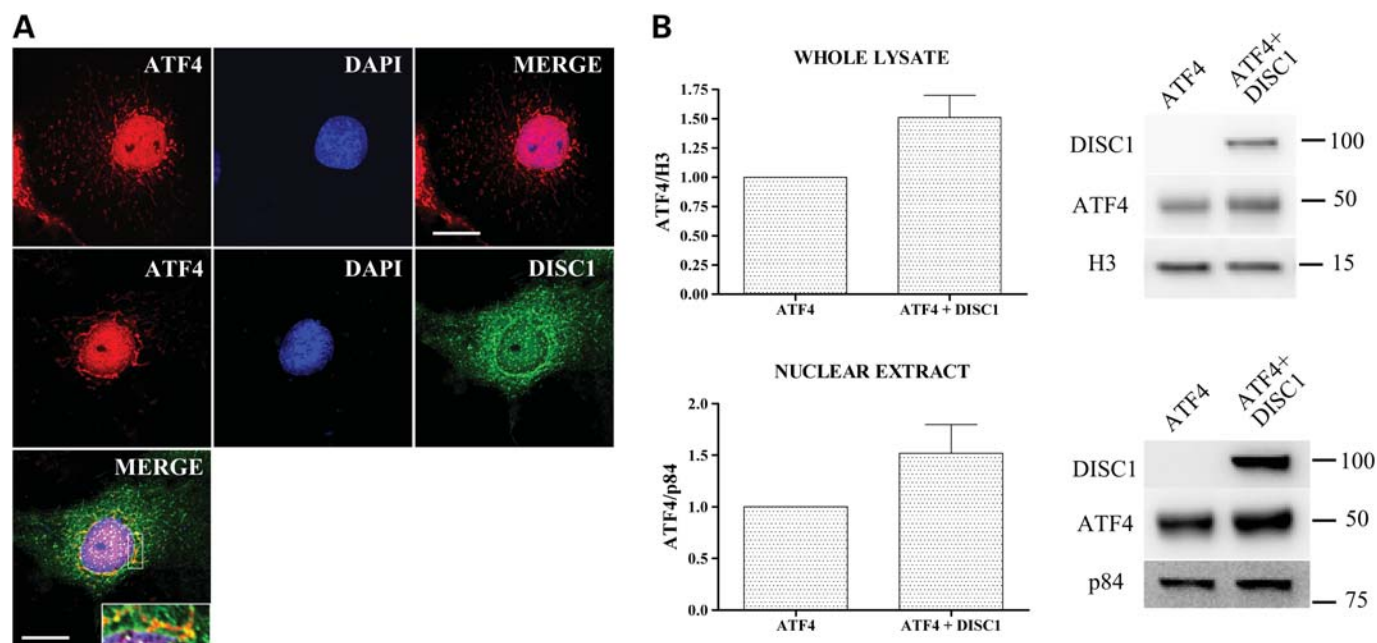 A
ATF4
DAPI
MERGE
ATF4
DAPI
DISC1
MERGE
B
WHOLE LYSATE
ATF4/H3
1.75
1.50
1.25
1.00
0.75
0.50
0.25
0.00
ATF4
ATF4 + DISC1
ATF4
ATF4+
DISC1
DISC1
100
ATF4
50
H3
15
NUCLEAR EXTRACT
ATF4/p84
2.0
1.5
1.0
0.5
0.0
ATF4
ATF4 + DISC1
ATF4
ATF4+
DISC1
DISC1
100
ATF4
50
p84
75